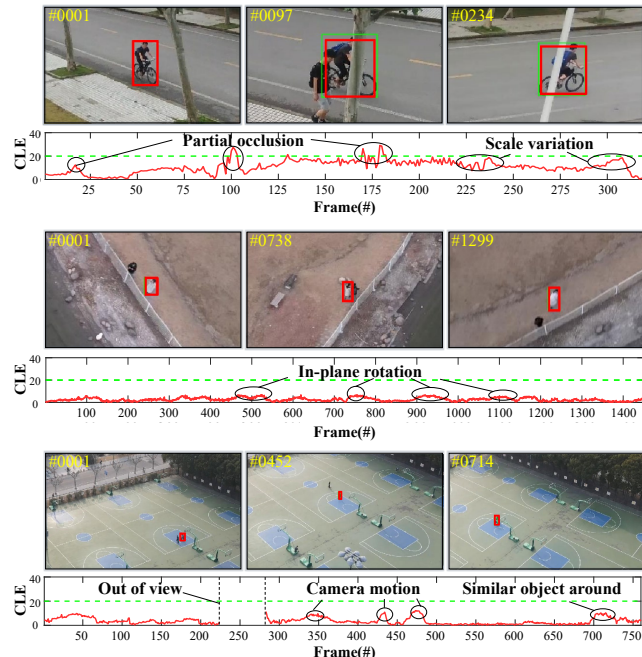 #0001 #0097 #0234
40
20
0
CLE
Partial occlusion Scale variation
25 50 75 100 125 150 175 200 225 250 275 300
Frame(#)
#0001 #0738 #1299
40
20
0
CLE
In-plane rotation
100 200 300 400 500 600 700 800 900 1000 1100 1200 1300 1400
Frame(#)
#0001 #0452 #0714
40
20
0
CLE
Out of view Camera motion Similar object around
50 100 150 200 250 300 350 400 450 500 550 600 650 700 750
Frame(#)